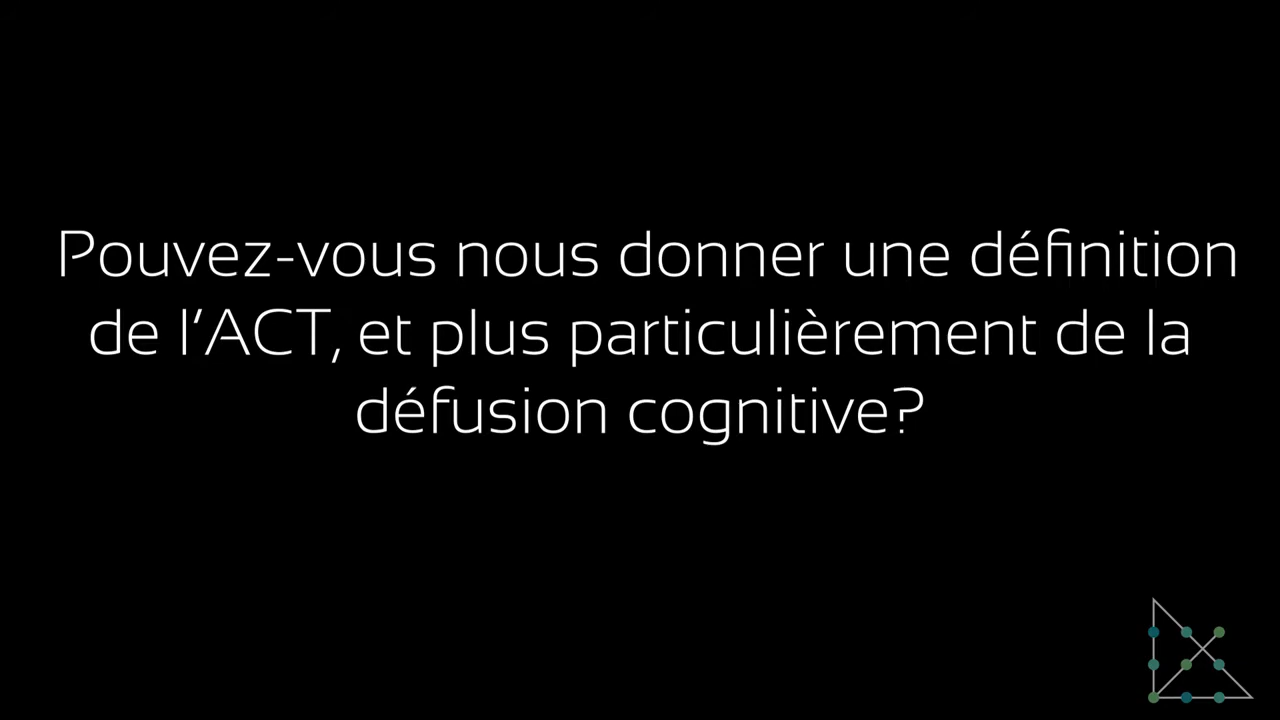 Pouvez-vous nous donner une définition
de l’ACT, et plus particulièrement de la
défusion cognitive?